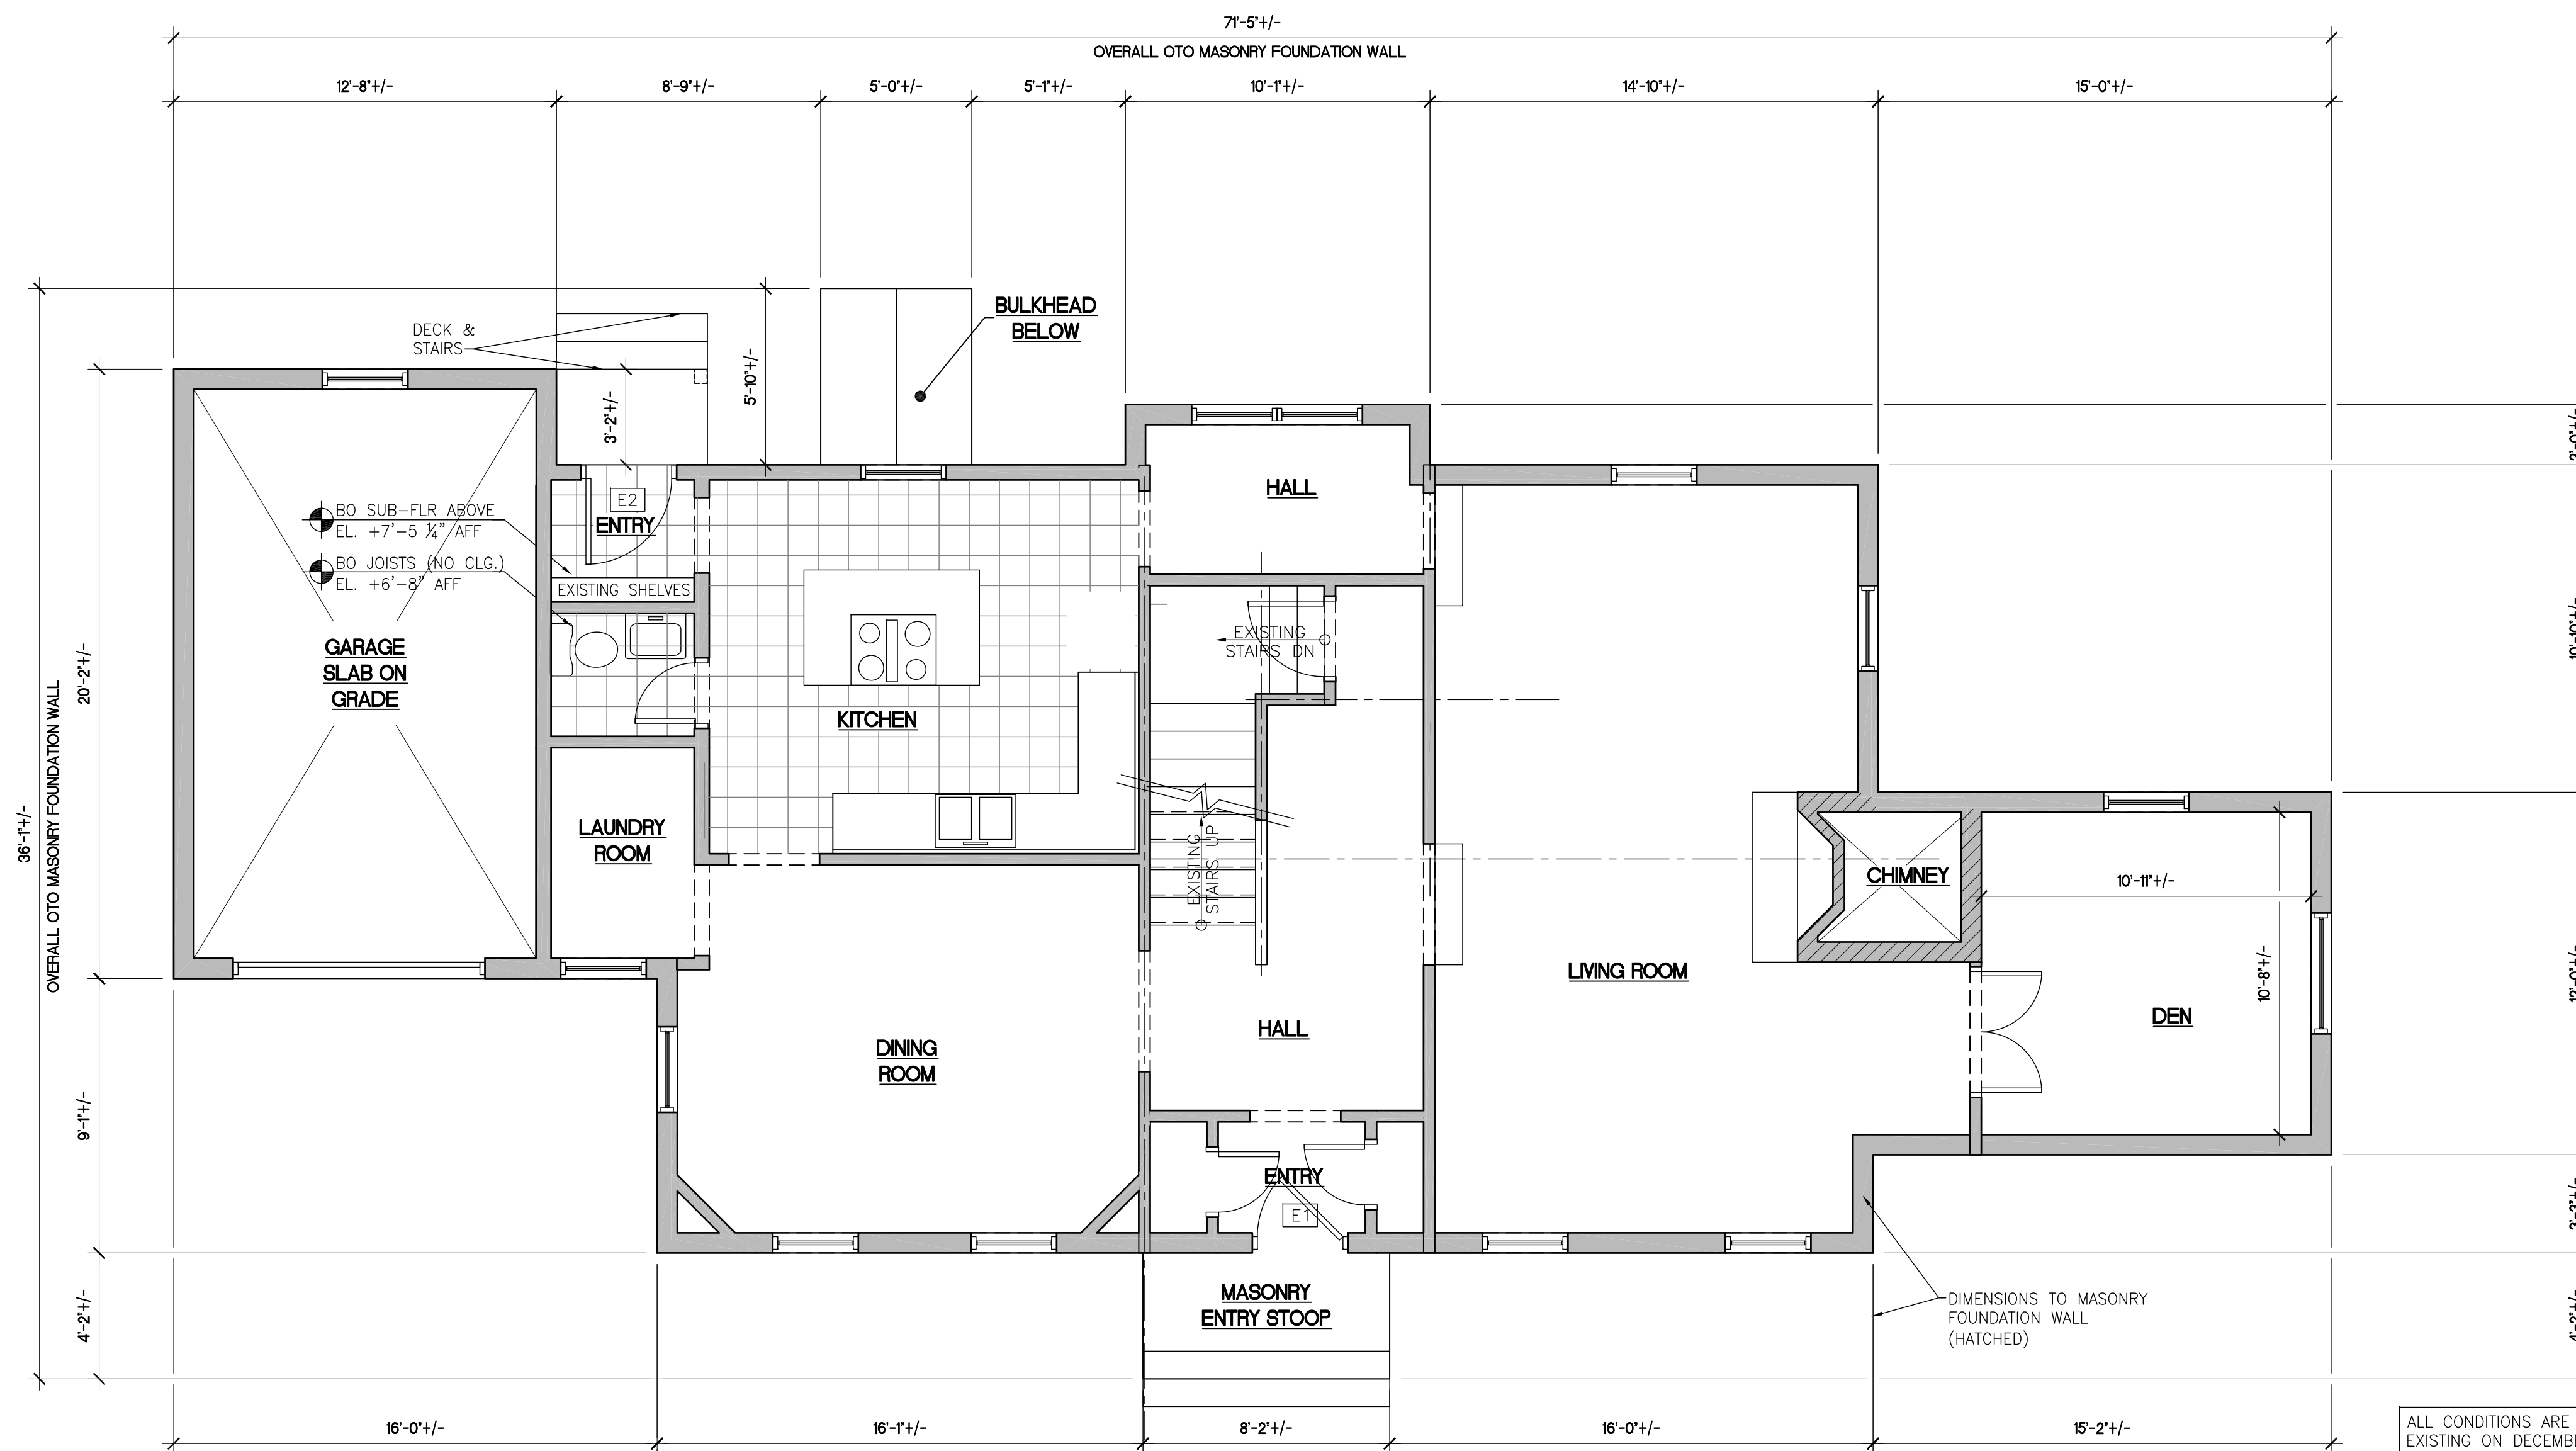 71'-5"+/-
OVERALL OTO MASONRY FOUNDATION WALL
12'-8"+/-
8'-9"+/-
5'-0"+/-
5'-1"+/-
10'-1"+/-
14'-10"+/-
15'-0"+/-
BULKHEAD
BELOW
DECK &
STAIRS
5'-10"+/-
3'-2"+/-
HALL
E2
ENTRY
BO SUB-FLR ABOVE
EL. +7'-5 1/4" AFF
BO JOISTS (NO CLG.)
EL. +6'-8" AFF
EXISTING SHELVES
GARAGE
SLAB ON
GRADE
EXISTING
STAIRS DN
KITCHEN
20'-2"+/-
36'-1"+/-
OVERALL OTO MASONRY FOUNDATION WALL
LAUNDRY
ROOM
EXISTING
STAIRS UP
CHIMNEY
10'-11"+/-
10'-8"+/-
LIVING ROOM
DEN
HALL
DINING
ROOM
9'-1"+/-
ENTRY
E1
MASONRY
ENTRY STOOP
4'-2"+/-
DIMENSIONS TO MASONRY
FOUNDATION WALL
(HATCHED)
16'-0"+/-
16'-1"+/-
8'-2"+/-
16'-0"+/-
15'-2"+/-
ALL CONDITIONS ARE
EXISTING ON DECEMB